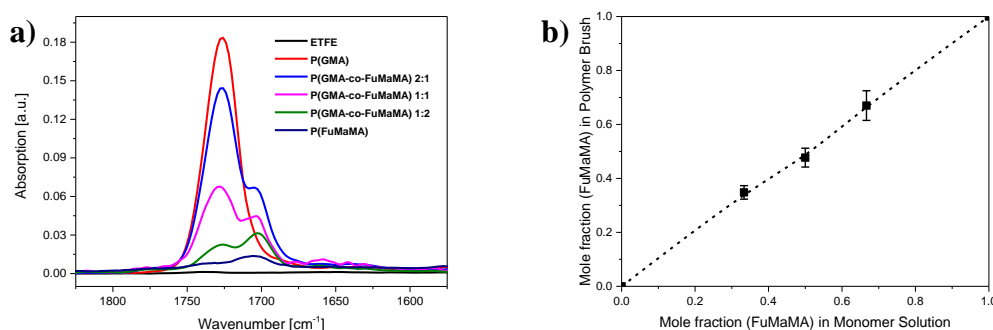 a)
0.18
0.15
0.12
0.09
0.06
0.03
0.00
Absorption [a.u.]
1800
1750
1700
1650
1600
Wavenumber [cm⁻¹]
ETFE
P(GMA)
P(GMA-co-FuMaMA) 2:1
P(GMA-co-FuMaMA) 1:1
P(GMA-co-FuMaMA) 1:2
P(FuMaMA)
b)
Mole fraction (FuMaMA) in Polymer Brush
1.0
0.8
0.6
0.4
0.2
0.0
0.0
0.2
0.4
0.6
0.8
1.0
Mole fraction (FuMaMA) in Monomer Solution